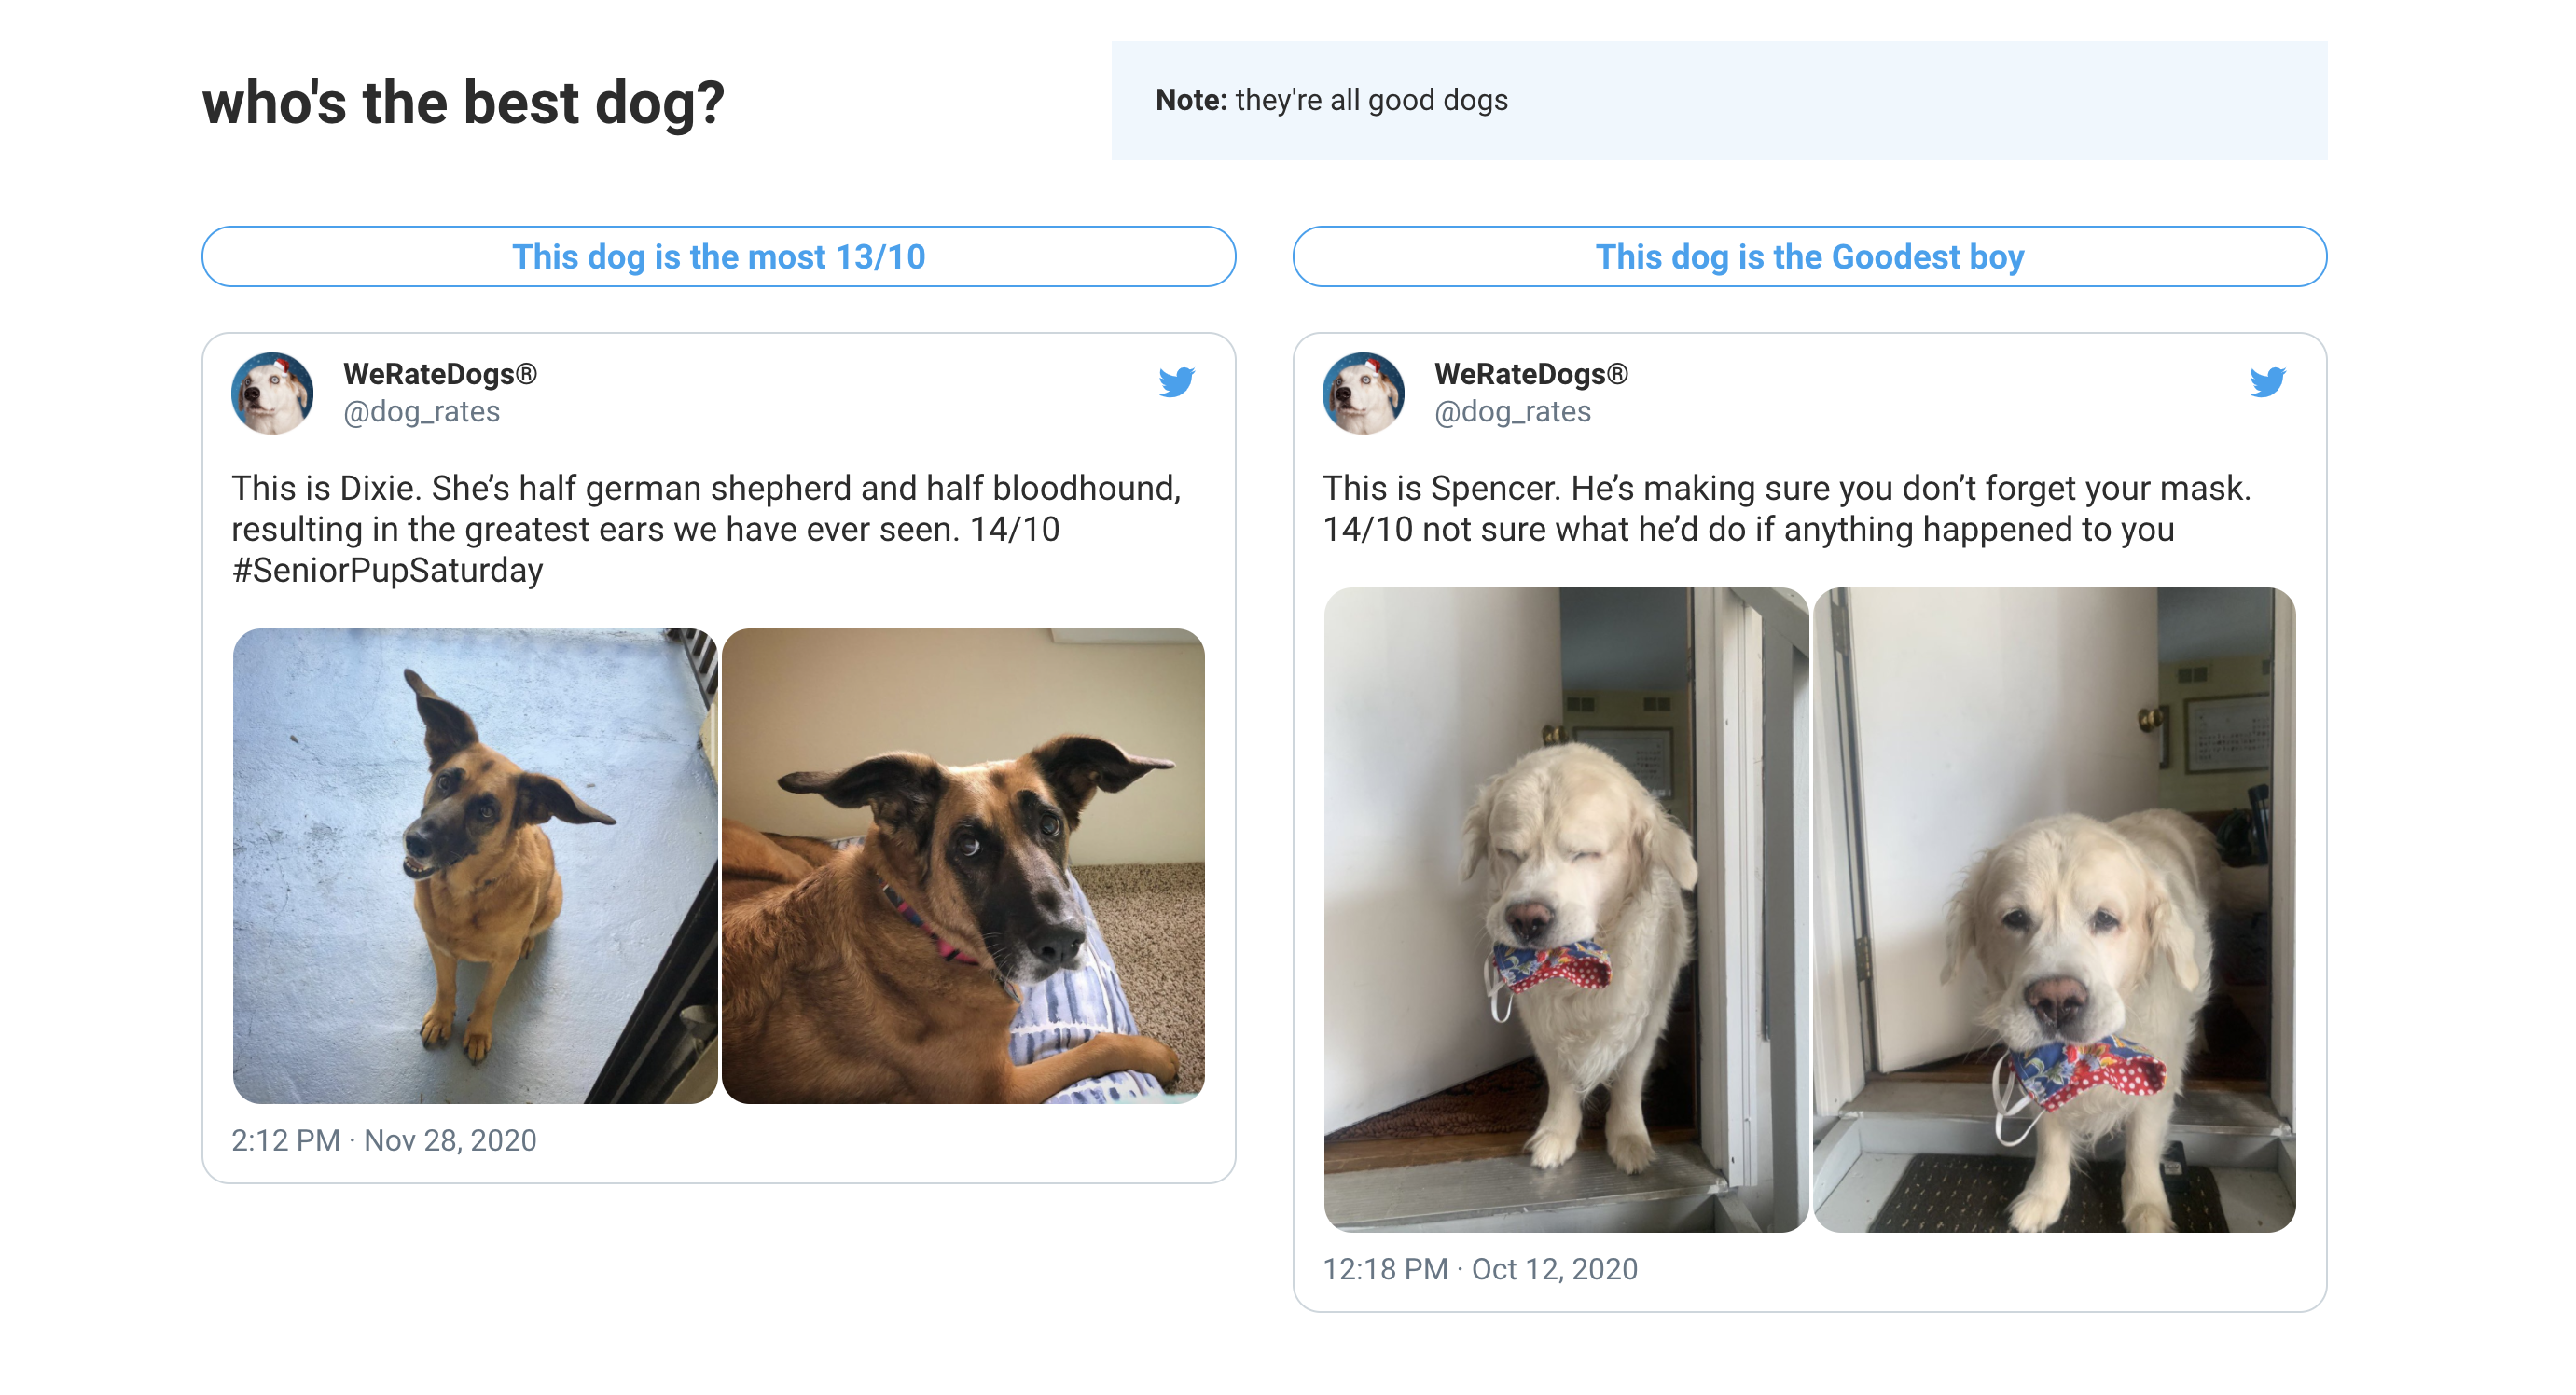 who's the best dog?
Note: they're all good dogs
This dog is the most 13/10
This dog is the Goodest boy
WeRateDogs®
@dog_rates
This is Dixie. She’s half german shepherd and half bloodhound,
resulting in the greatest ears we have ever seen. 14/10
#SeniorPupSaturday
2:12 PM · Nov 28, 2020
WeRateDogs®
@dog_rates
This is Spencer. He’s making sure you don’t forget your mask.
14/10 not sure what he’d do if anything happened to you
12:18 PM · Oct 12, 2020